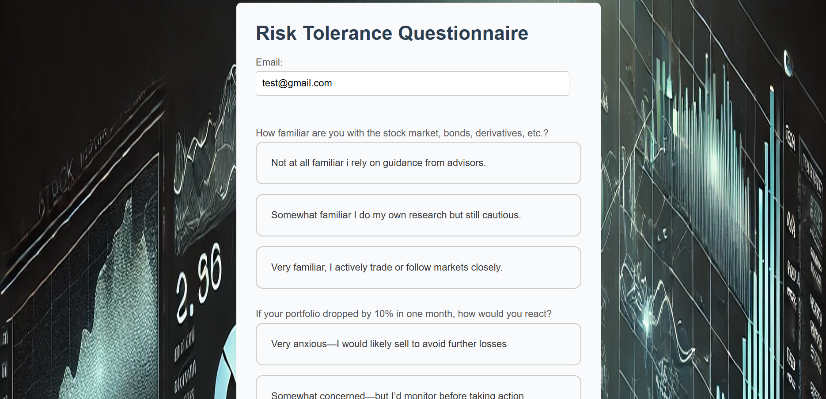 Risk Tolerance Questionnaire
Email:
test@gmail.com
How familiar are you with the stock market, bonds, derivatives, etc.?
Not at all familiar i rely on guidance from advisors.
Somewhat familiar I do my own research but still cautious.
Very familiar, I actively trade or follow markets closely.
If your portfolio dropped by 10% in one month, how would you react?
Very anxious—I would likely sell to avoid further losses
Somewhat concerned—but I'd monitor before taking action
STOCK
2.96